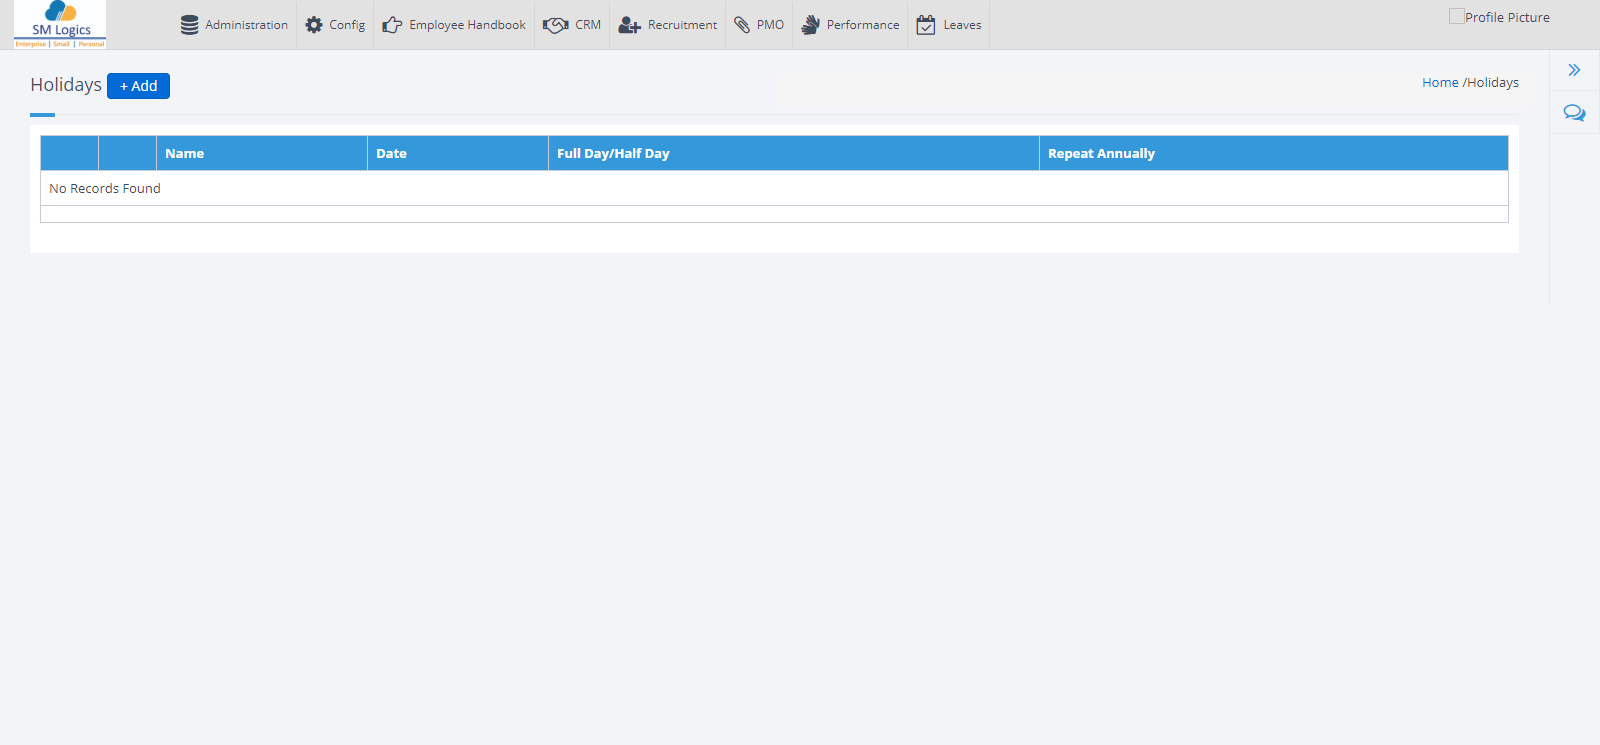 SM Logics
Enterprise | Small | Personal
Administration
Config
Employee Handbook
CRM
Recruitment
PMO
Performance
Leaves
Profile Picture
Holidays
+ Add
Home /Holidays
Name
Date
Full Day/Half Day
Repeat Annually
No Records Found